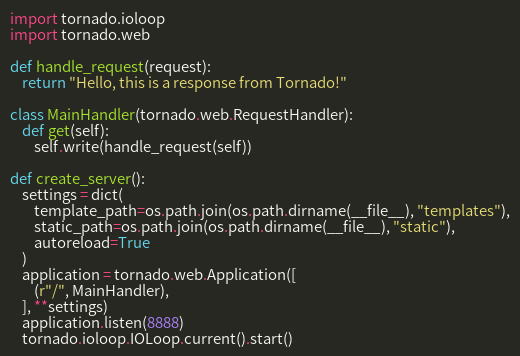 import tornado.ioloop
import tornado.web

def handle_request(request):
    return "Hello, this is a response from Tornado!"

class MainHandler(tornado.web.RequestHandler):
    def get(self):
        self.write(handle_request(self))

def create_server():
    settings = dict(
        template_path=os.path.join(os.path.dirname(__file__), "templates"),
        static_path=os.path.join(os.path.dirname(__file__), "static"),
        autoreload=True
    )
    application = tornado.web.Application([
        (r"/", MainHandler),
    ], **settings)
    application.listen(8888)
    tornado.ioloop.IOLoop.current().start()